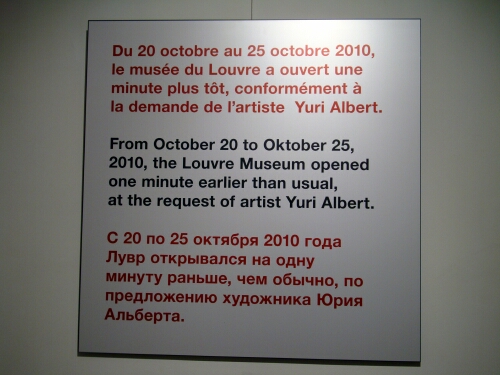 Du 20 octobre au 25 octobre 2010,
le musée du Louvre a ouvert une
minute plus tôt, conformément à
la demande de l'artiste Yuri Albert.
From October 20 to Oktober 25,
2010, the Louvre Museum opened
one minute earlier than usual,
at the request of artist Yuri Albert.
С 20 по 25 октября 2010 года
Лувр открывался на одну
минуту раньше, чем обычно, по
предложению художника Юрия
Альберта.